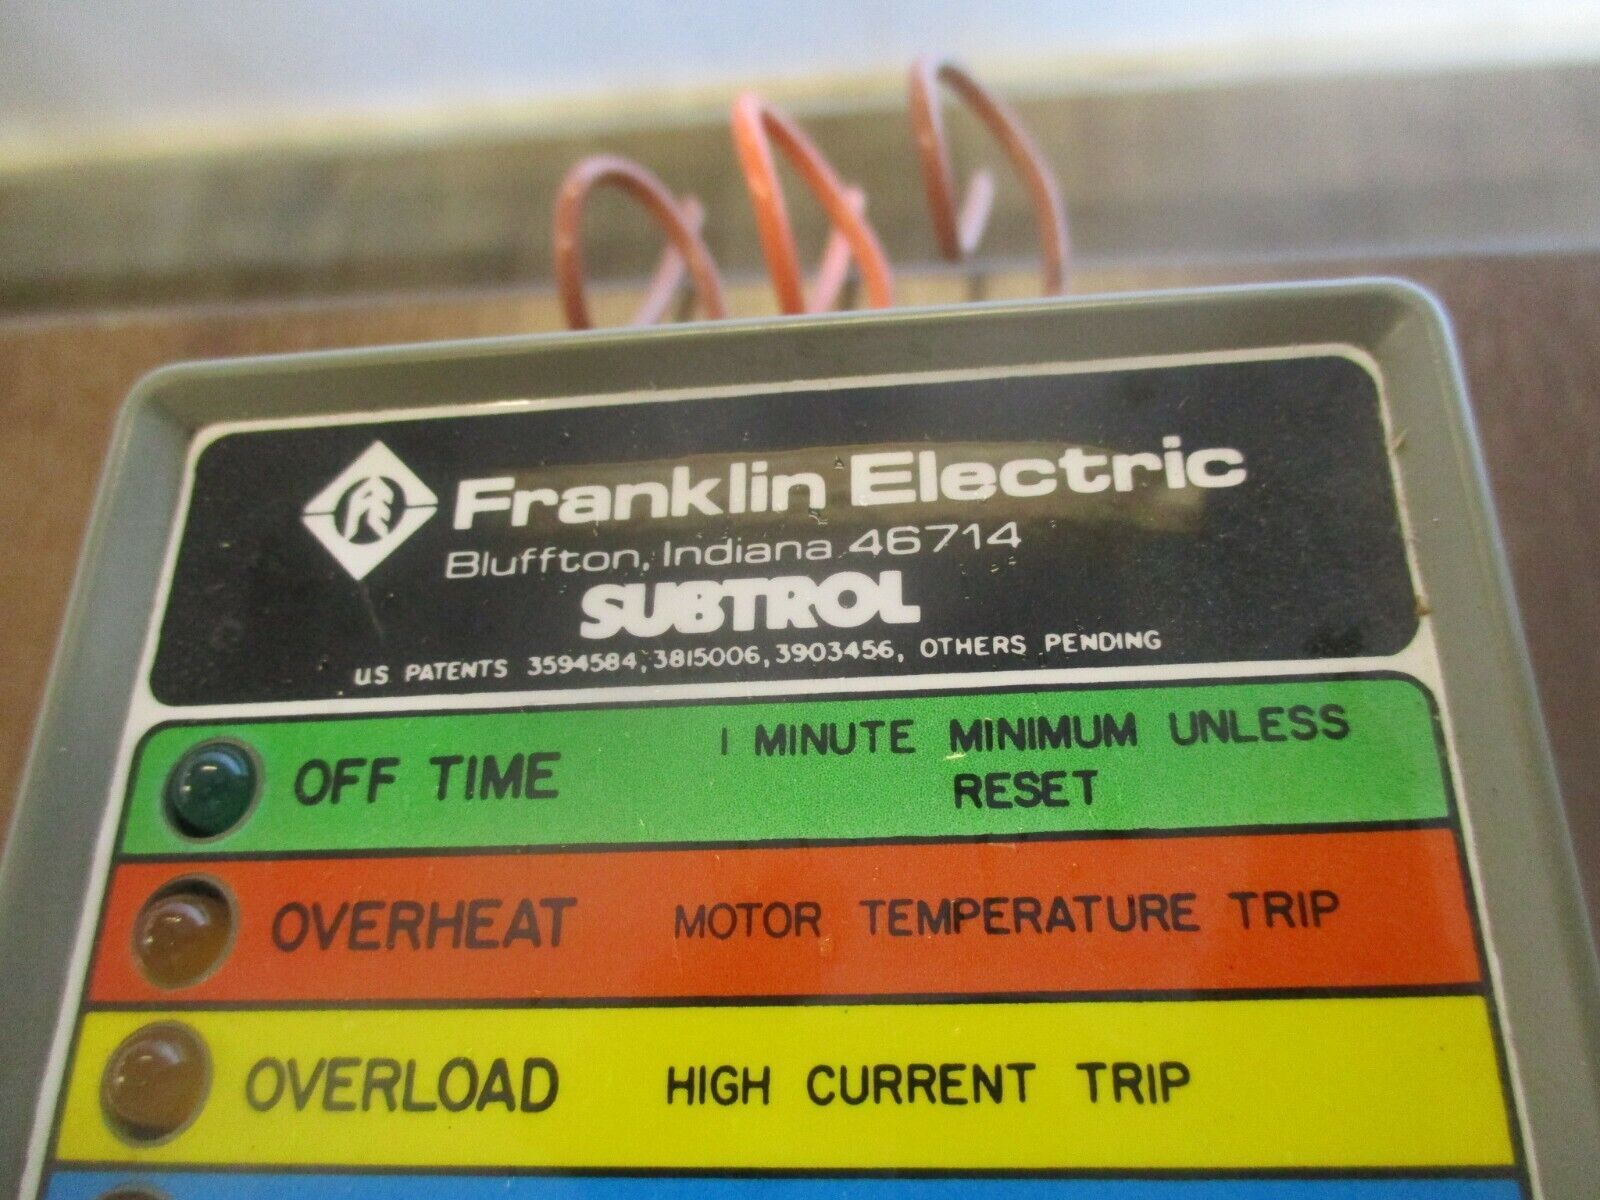 Franklin Electric
Bluffton, Indiana 46714
SUBTROL
US PATENTS 3594584, 3815006, 3903456, OTHERS PENDING
OFF TIME 1 MINUTE MINIMUM UNLESS
RESET
OVERHEAT MOTOR TEMPERATURE TRIP
OVERLOAD HIGH CURRENT TRIP